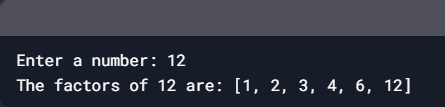 Enter a number: 12
The factors of 12 are: [1, 2, 3, 4, 6, 12]